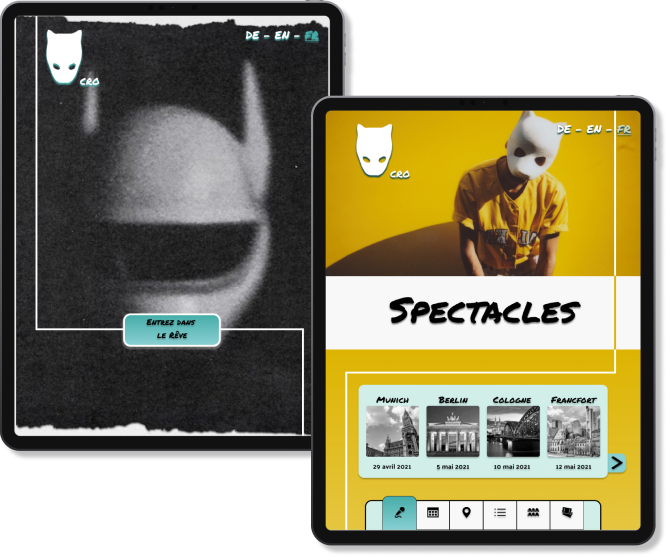 DE - EN - FR
CRO
Entrez dans
le Rêve
DE - EN - FR
CRO
Spectacles
Munich Berlin Cologne Francfort
29 avril 2021 5 mai 2021 10 mai 2021 12 mai 2021